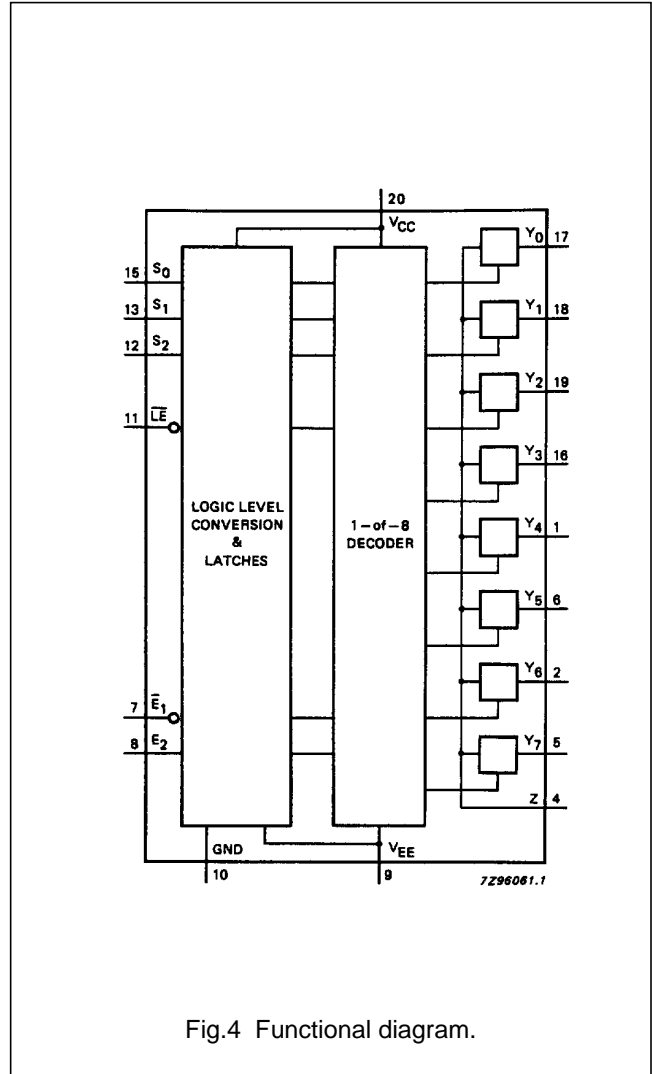 20
VCC
Y0 17
15 S0
13 S1
Y1 18
12 S2
Y2 19
11 LE
Y3 16
LOGIC LEVEL
CONVERSION
&
LATCHES
1-of-8
DECODER
Y4 1
Y5 6
Y6 2
7 E1
8 E2
Y7 5
Z 4
GND
VEE
10
9
7Z96061.1
Fig.4 Functional diagram.